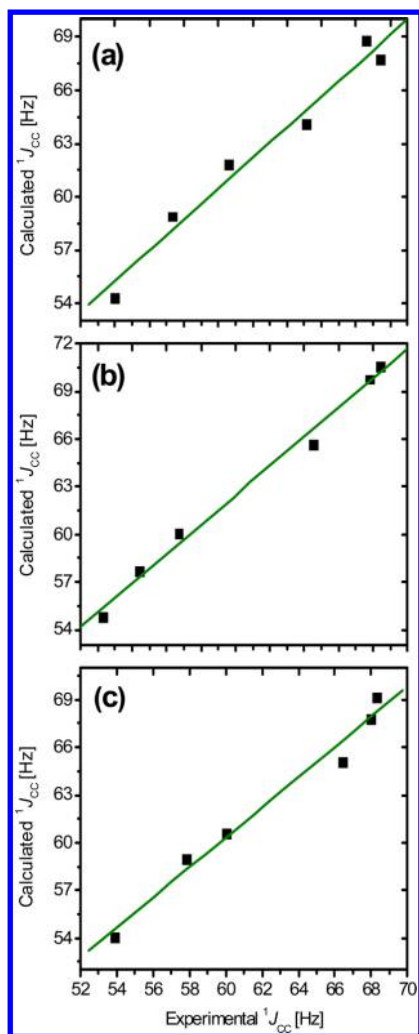 (a)
69
66
63
60
57
54
Calculated ¹J_CC [Hz]
(b)
72
69
66
63
60
57
54
Calculated ¹J_CC [Hz]
(c)
69
66
63
60
57
54
Calculated ¹J_CC [Hz]
52 54 56 58 60 62 64 66 68 70
Experimental ¹J_CC [Hz]